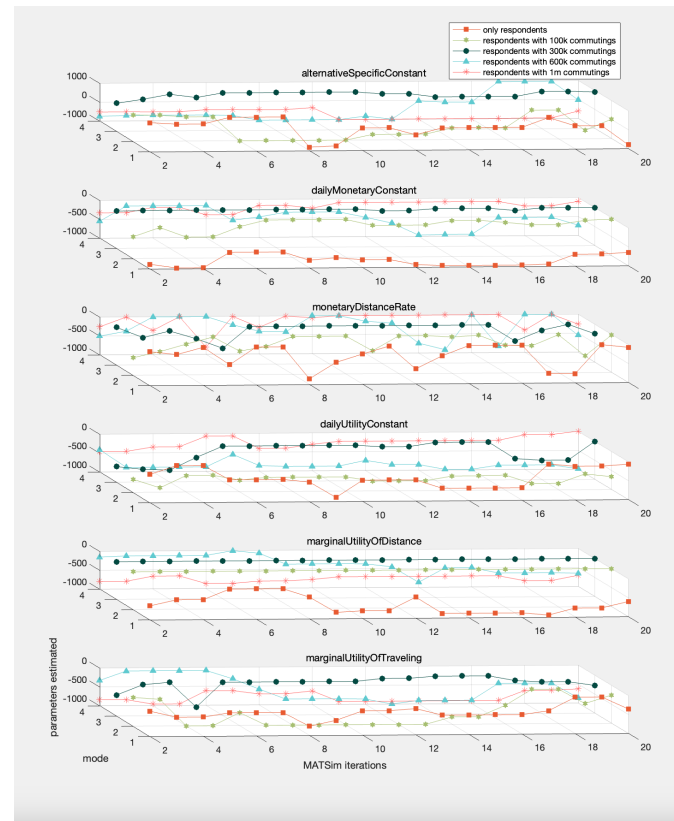 only respondents
respondents with 100k commutings
respondents with 300k commutings
respondents with 600k commutings
respondents with 1m commutings
alternativeSpecificConstant
1000
0
-1000
4
3
2
1
2 4 6 8 10 12 14 16 18 20
dailyMonetaryConstant
0
-500
-1000
4
3
2
1
2 4 6 8 10 12 14 16 18 20
monetaryDistanceRate
0
-500
-1000
4
3
2
1
2 4 6 8 10 12 14 16 18 20
dailyUtilityConstant
0
-500
-1000
4
3
2
1
2 4 6 8 10 12 14 16 18 20
marginalUtilityOfDistance
0
-500
-1000
4
3
2
1
2 4 6 8 10 12 14 16 18 20
marginalUtilityOfTraveling
0
-500
-1000
4
3
2
1
2 4 6 8 10 12 14 16 18 20
parameters estimated
mode
MATSim iterations